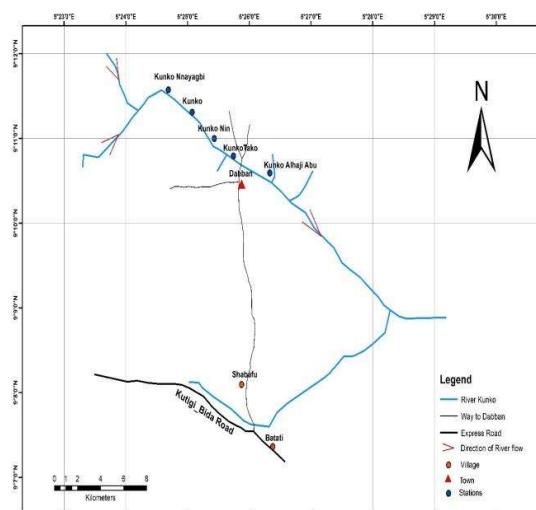 5°23'0"E 5°24'0"E 5°25'0"E 5°26'0"E 5°27'0"E 5°28'0"E 5°29'0"E 5°30'0"E
Kunko Nnayagbi
Kunko
Kunko Nin
KunkoTako
Kunko Alhaji Abu
Dabban
N
Shabafu
Kutigi_Bida Road
Batati
Legend
River Kunko
Way to Dabban
Express Road
Direction of River flow
Village
Town
Stations
0 1 2 4 6 8
Kilometers